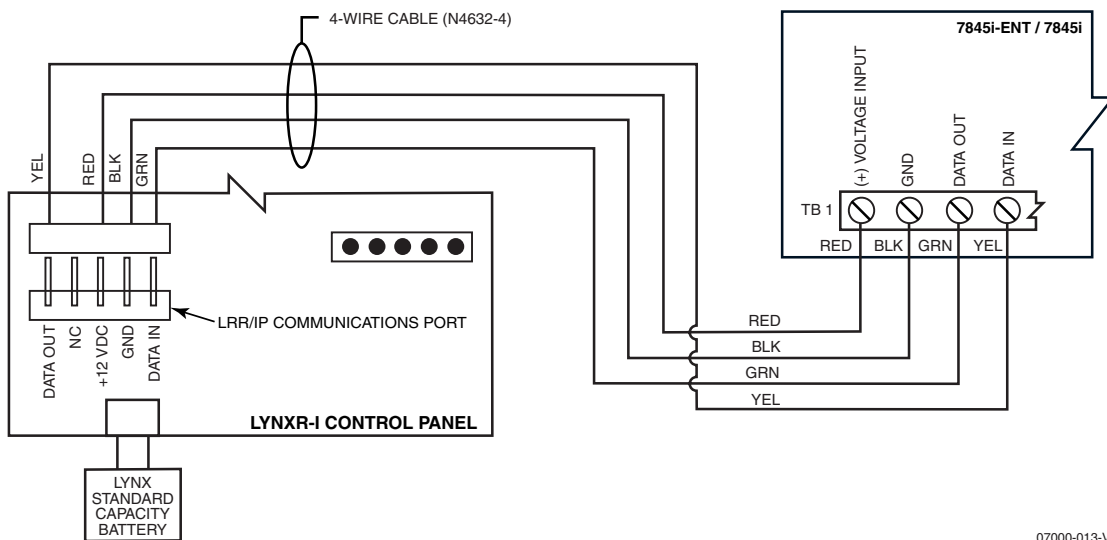 4-WIRE CABLE (N4632-4)
7845i-ENT / 7845i
(+) VOLTAGE INPUT
GND
DATA OUT
DATA IN
YEL
RED
BLK
GRN
TB 1
RED
BLK
GRN
YEL
LRR/IP COMMUNICATIONS PORT
DATA OUT
NC
+12 VDC
GND
DATA IN
RED
BLK
GRN
YEL
LYNXR-I CONTROL PANEL
LYNX
STANDARD
CAPACITY
BATTERY